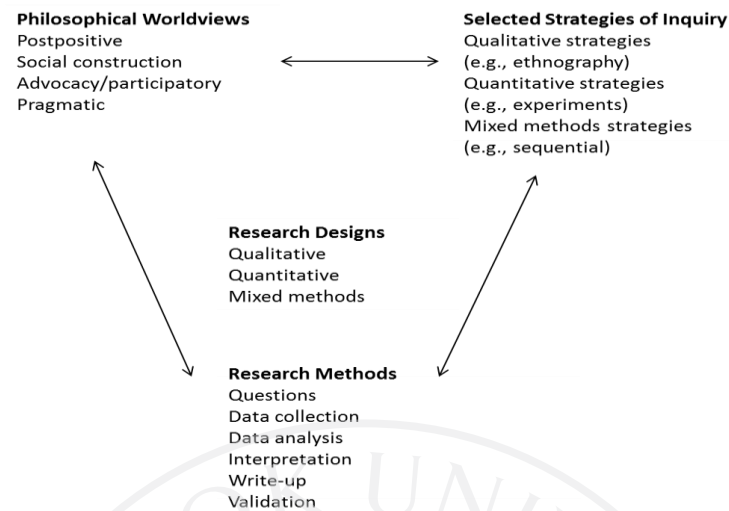 Philosophical Worldviews
Postpositive
Social construction
Advocacy/participatory
Pragmatic
Selected Strategies of Inquiry
Qualitative strategies
(e.g., ethnography)
Quantitative strategies
(e.g., experiments)
Mixed methods strategies
(e.g., sequential)
Research Designs
Qualitative
Quantitative
Mixed methods
Research Methods
Questions
Data collection
Data analysis
Interpretation
Write-up
Validation